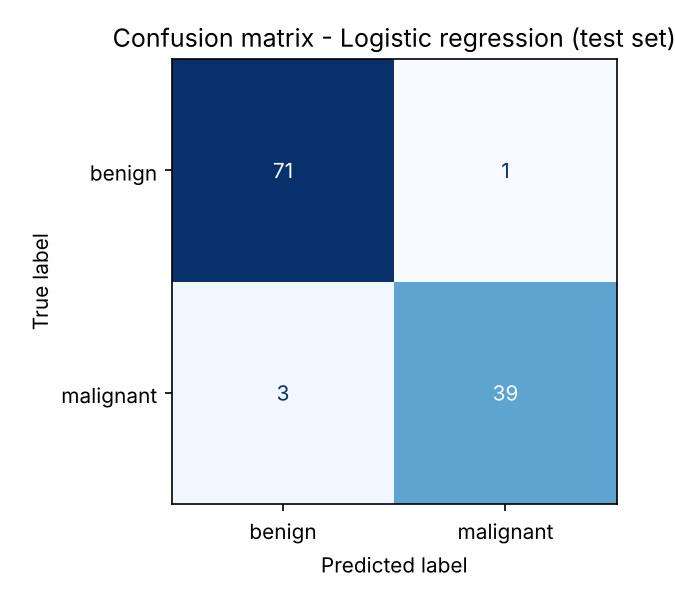 Confusion matrix - Logistic regression (test set)
True label
benign
71
1
malignant
3
39
benign
malignant
Predicted label